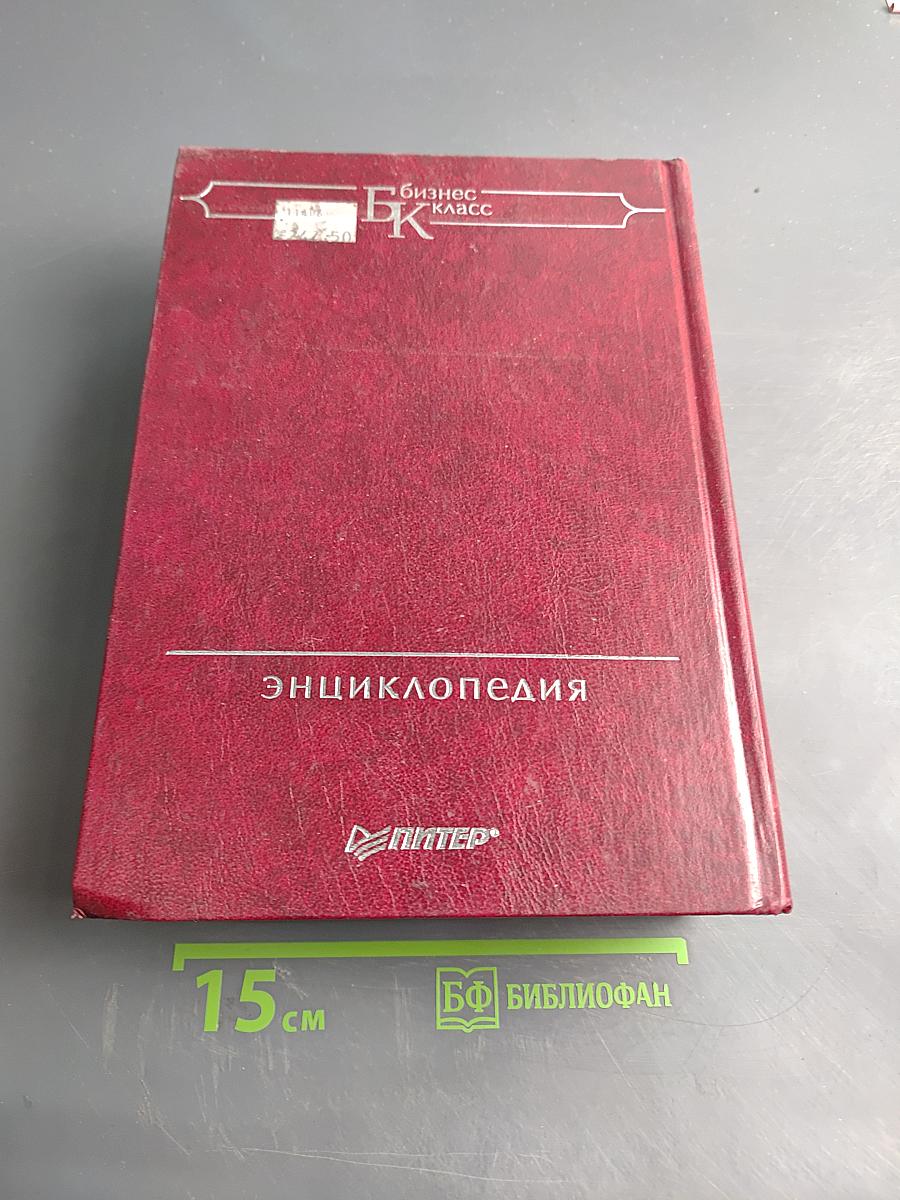 БК бизнес
класс
ЭНЦИКЛОПЕДИЯ
ПИТЕР®
15 см
БФ БИБЛИОФАН